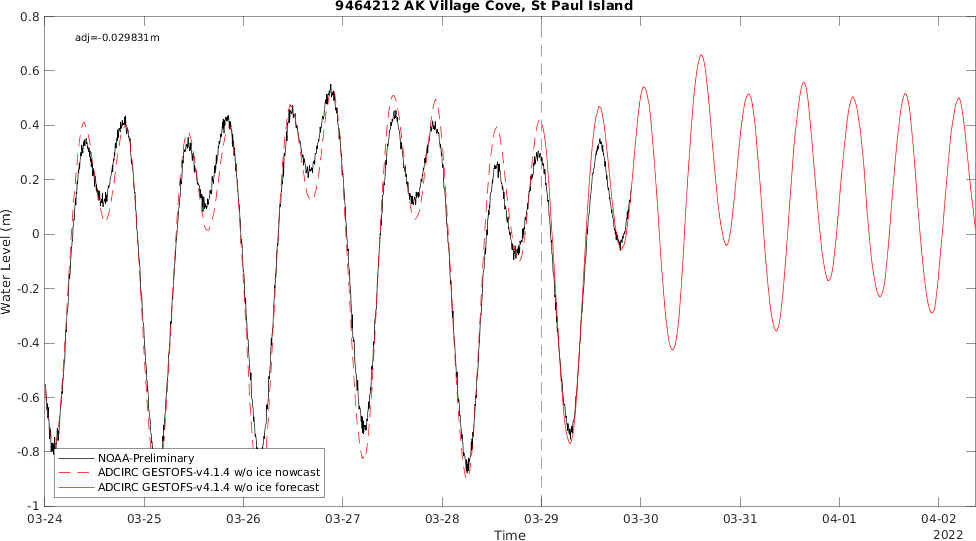 9464212 AK Village Cove, St Paul Island
adj=-0.029831m
0.8
0.6
0.4
0.2
0
-0.2
-0.4
-0.6
-0.8
-1
Water Level (m)
NOAA-Preliminary
ADCIRC GESTOFS-v4.1.4 w/o ice nowcast
ADCIRC GESTOFS-v4.1.4 w/o ice forecast
03-24 03-25 03-26 03-27 03-28 03-29 03-30 03-31 04-01 04-02
Time
2022